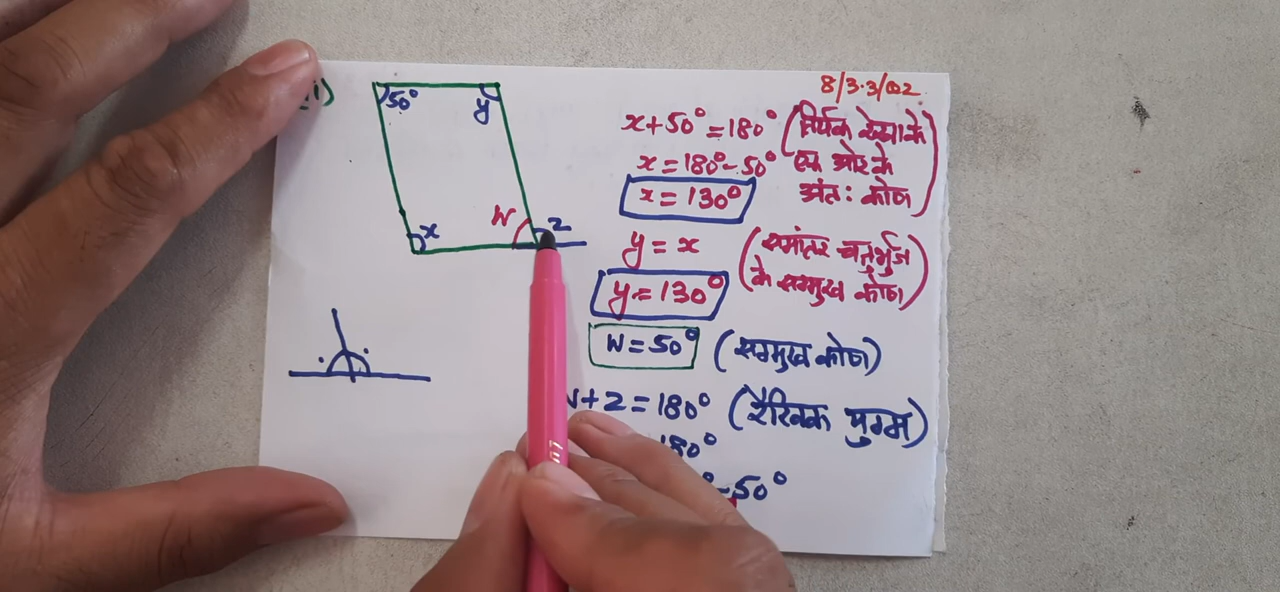 8/3.3/Q2
50°
y
x
W
z
x+50°=180° (तिर्यक रेखा के
x=180°-50° एक ओर के
x=130° अंतः कोण)
y=x (समांतर चतुर्भुज
y=130° के सम्मुख कोण)
W=50° (सम्मुख कोण)
+z=180° (रैखिक युग्म)
180°
-50°